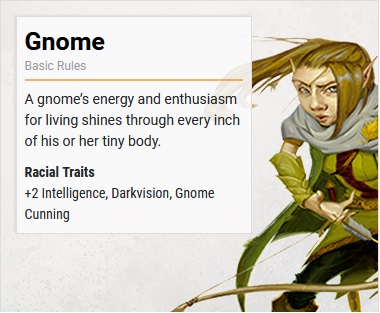 Gnome
Basic Rules
A gnome’s energy and enthusiasm
for living shines through every inch
of his or her tiny body.
Racial Traits
+2 Intelligence, Darkvision, Gnome
Cunning